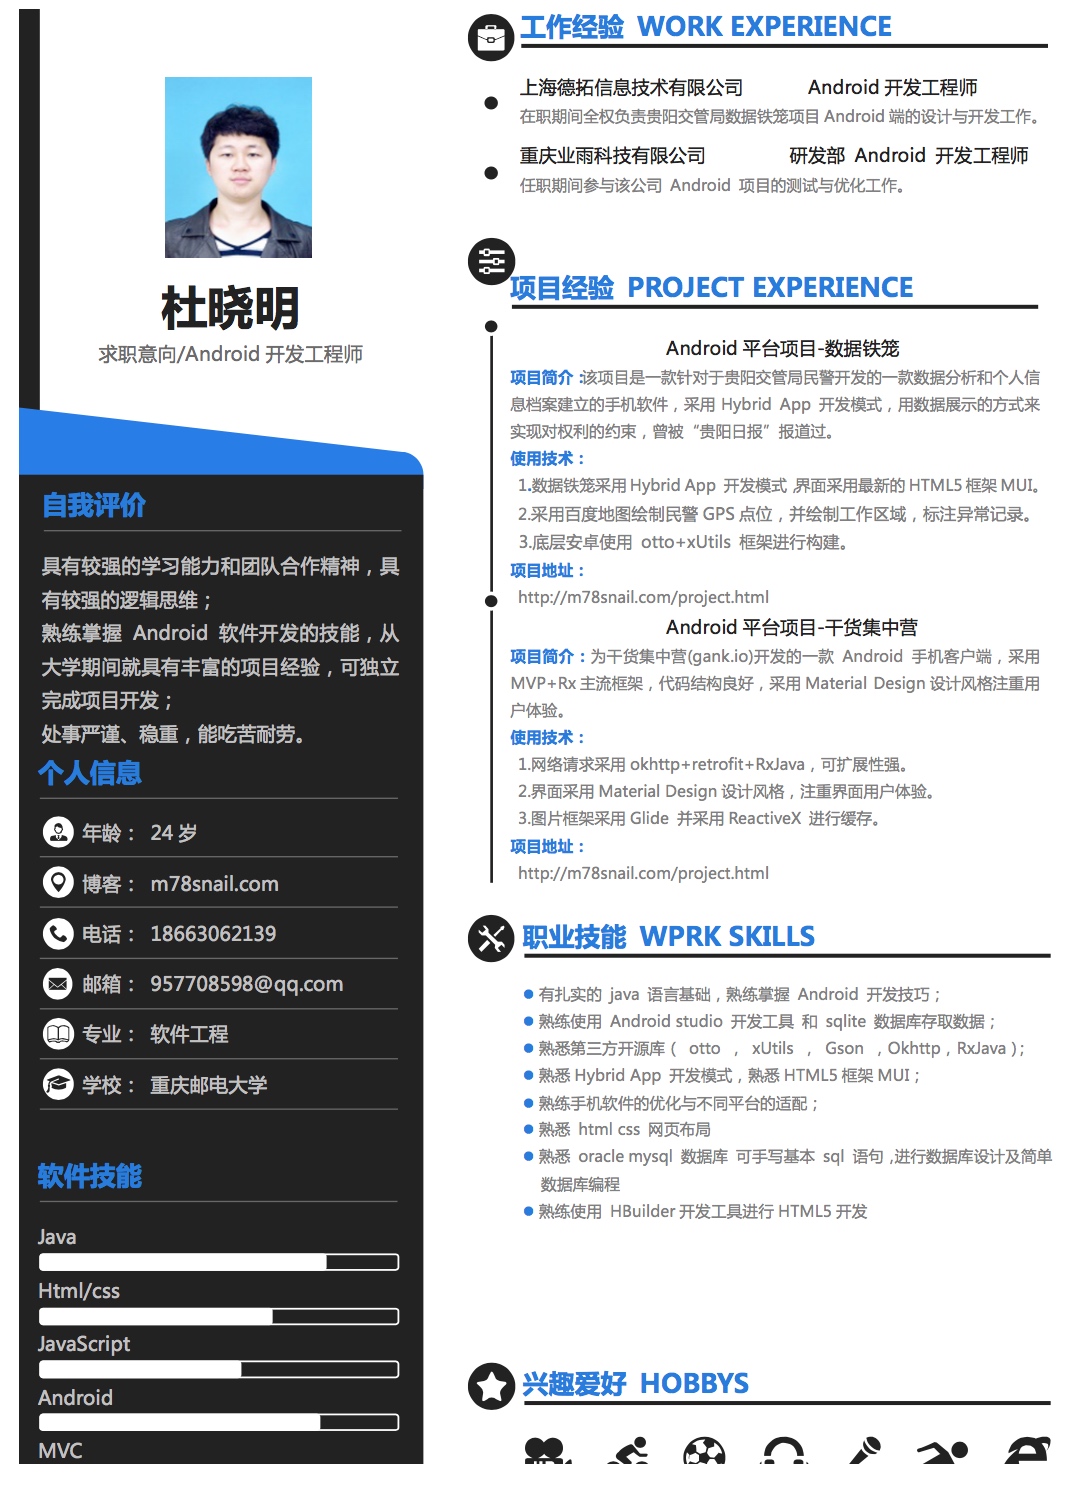 杜晓明
求职意向/Android 开发工程师
自我评价
具有较强的学习能力和团队合作精神，具
有较强的逻辑思维；
熟练掌握 Android 软件开发的技能，从
大学期间就具有丰富的项目经验，可独立
完成项目开发；
处事严谨、稳重，能吃苦耐劳。
个人信息
年龄： 24 岁
博客： m78snail.com
电话： 18663062139
邮箱： 957708598@qq.com
专业： 软件工程
学校： 重庆邮电大学
软件技能
Java
Html/css
JavaScript
Android
MVC
工作经验 WORK EXPERIENCE
上海德拓信息技术有限公司 Android 开发工程师
在职期间全权负责贵阳交管局数据铁笼项目 Android 端的设计与开发工作。
重庆业雨科技有限公司 研发部 Android 开发工程师
任职期间参与该公司 Android 项目的测试与优化工作。
项目经验 PROJECT EXPERIENCE
Android 平台项目-数据铁笼
项目简介：该项目是一款针对于贵阳交管局民警开发的一款数据分析和个人信
息档案建立的手机软件，采用 Hybrid App 开发模式，用数据展示的方式来
实现对权利的约束，曾被“贵阳日报”报道过。
使用技术：
1.数据铁笼采用 Hybrid App 开发模式，界面采用最新的 HTML5 框架 MUI。
2.采用百度地图绘制民警 GPS 点位，并绘制工作区域，标注异常记录。
3.底层安卓使用 otto+xUtils 框架进行构建。
项目地址：
http://m78snail.com/project.html
Android 平台项目-干货集中营
项目简介：为干货集中营(gank.io)开发的一款 Android 手机客户端，采用
MVP+Rx 主流框架，代码结构良好，采用 Material Design 设计风格注重用
户体验。
使用技术：
1.网络请求采用 okhttp+retrofit+RxJava，可扩展性强。
2.界面采用 Material Design 设计风格，注重界面用户体验。
3.图片框架采用 Glide 并采用 ReactiveX 进行缓存。
项目地址：
http://m78snail.com/project.html
职业技能 WPRK SKILLS
有扎实的 java 语言基础，熟练掌握 Android 开发技巧；
熟练使用 Android studio 开发工具 和 sqlite 数据库存取数据；
熟悉第三方开源库（ otto ， xUtils ， Gson ，Okhttp，RxJava）；
熟悉 Hybrid App 开发模式，熟悉 HTML5 框架 MUI；
熟练手机软件的优化与不同平台的适配；
熟悉 html css 网页布局
熟悉 oracle mysql 数据库 可手写基本 sql 语句，进行数据库设计及简单
数据库编程
熟练使用 HBuilder 开发工具进行 HTML5 开发
兴趣爱好 HOBBYS